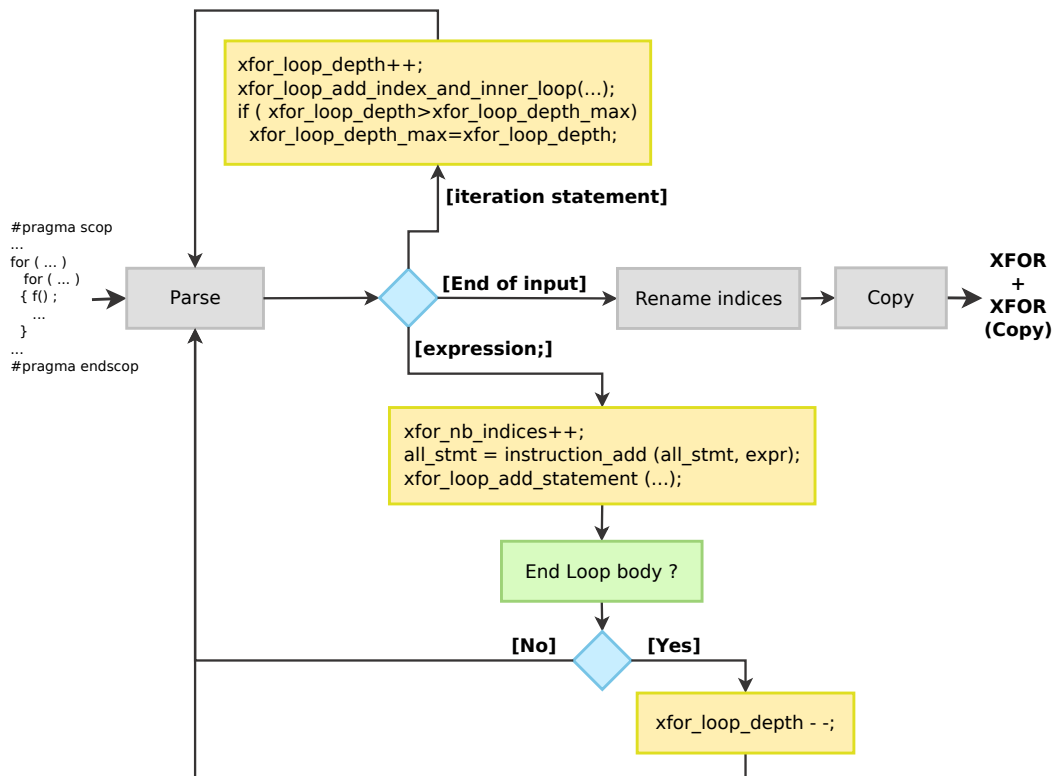 xfor_loop_depth++;
xfor_loop_add_index_and_inner_loop(...);
if ( xfor_loop_depth>xfor_loop_depth_max)
xfor_loop_depth_max=xfor_loop_depth;
[iteration statement]
#pragma scop
...
for ( ... )
for ( ... )
{ f() ;
...
}
...
#pragma endscop
Parse
[End of input]
Rename indices
Copy
XFOR
+
XFOR
(Copy)
[expression;]
xfor_nb_indices++;
all_stmt = instruction_add (all_stmt, expr);
xfor_loop_add_statement (...);
End Loop body ?
[No]
[Yes]
xfor_loop_depth - -;